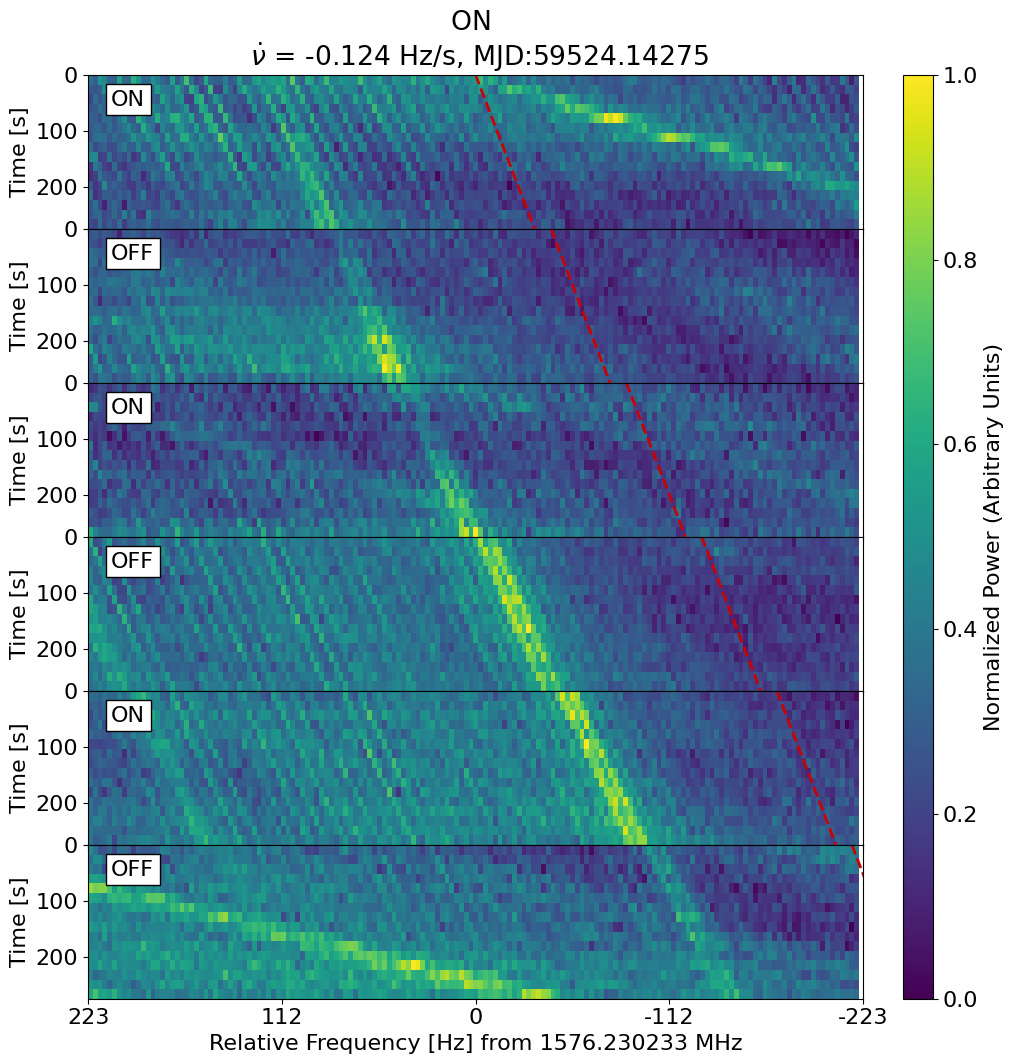 ON
ν̇ = -0.124 Hz/s, MJD:59524.14275
0
ON
100
Time [s]
200
0
OFF
100
Time [s]
200
0
ON
100
Time [s]
200
0
OFF
100
Time [s]
200
0
ON
100
Time [s]
200
0
OFF
100
Time [s]
200
223 112 0 -112 -223
Relative Frequency [Hz] from 1576.230233 MHz
1.0
0.8
0.6
0.4
0.2
0.0
Normalized Power (Arbitrary Units)